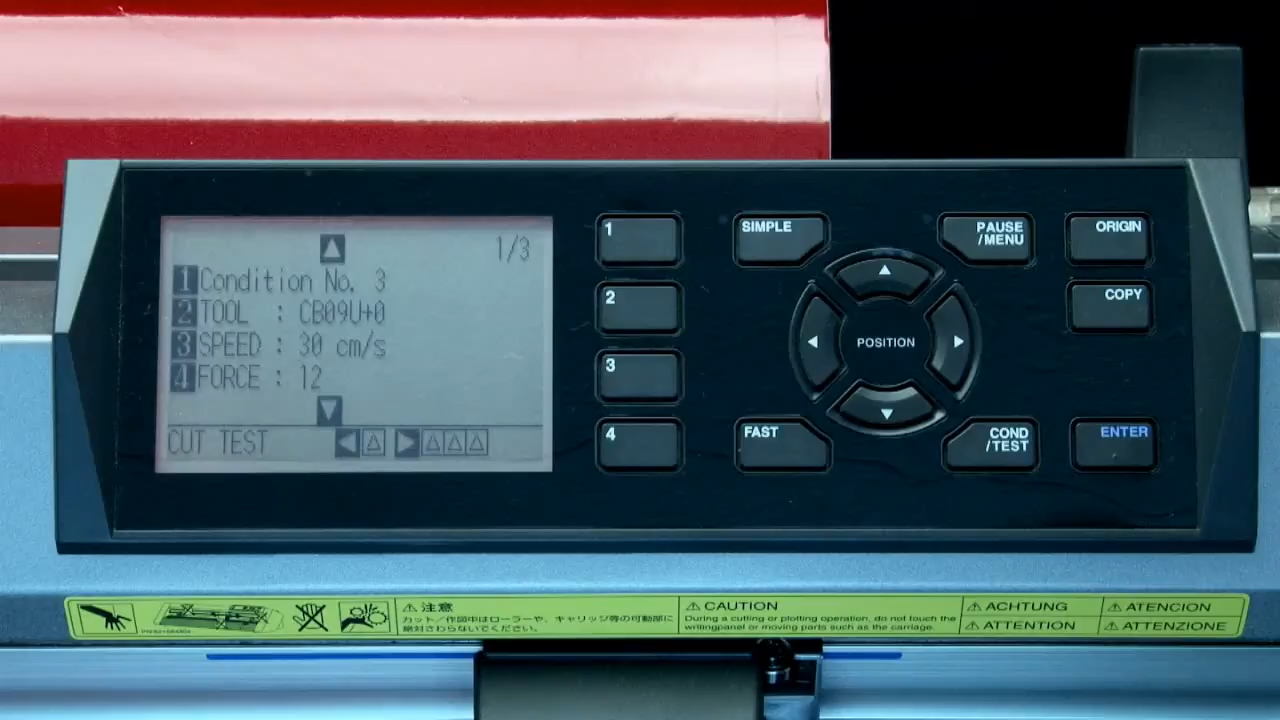 1/3
1 Condition No. 3
2 TOOL : CB09U+0
3 SPEED : 30 cm/s
4 FORCE : 12
CUT TEST
1
2
3
4
SIMPLE
PAUSE
/MENU
ORIGIN
COPY
POSITION
FAST
COND
/TEST
ENTER
⚠ 注意
カット／作図中はローラーや、キャリッジ等の可動部に
絶対さわらないでください。
⚠ CAUTION
During a cutting or plotting operation, do not touch the
writingpanel or moving parts such as the carriage.
⚠ ACHTUNG
⚠ ATTENTION
⚠ ATENCION
⚠ ATTENZIONE